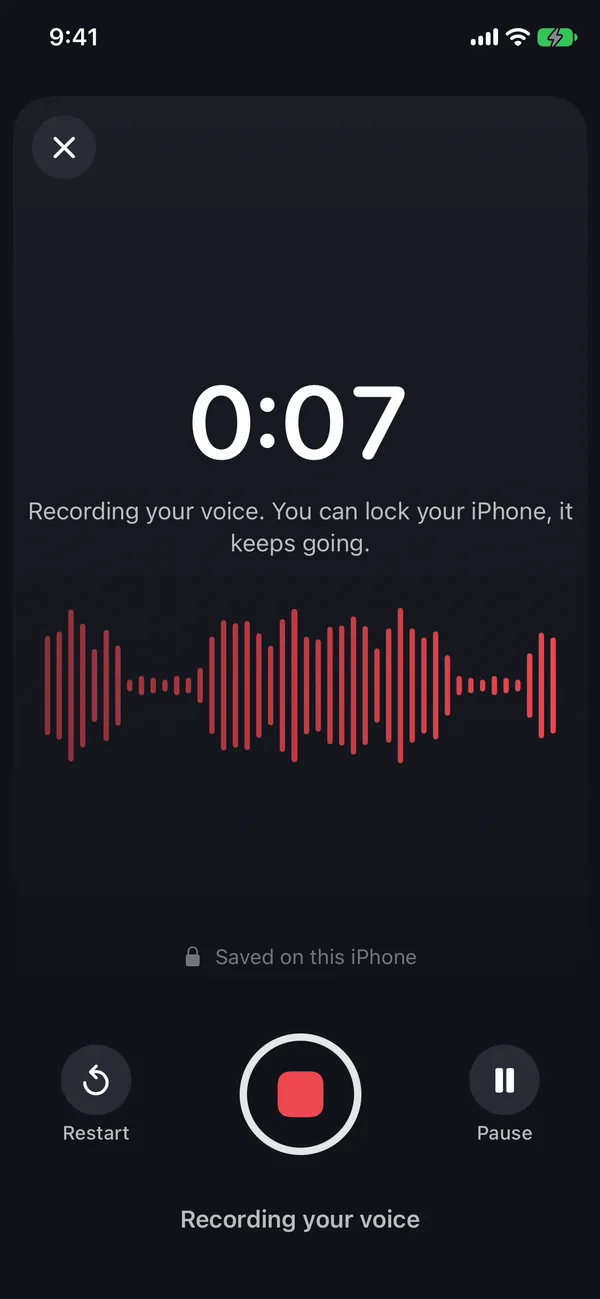 9:41
0:07
Recording your voice. You can lock your iPhone, it
keeps going.
Saved on this iPhone
Restart
Pause
Recording your voice